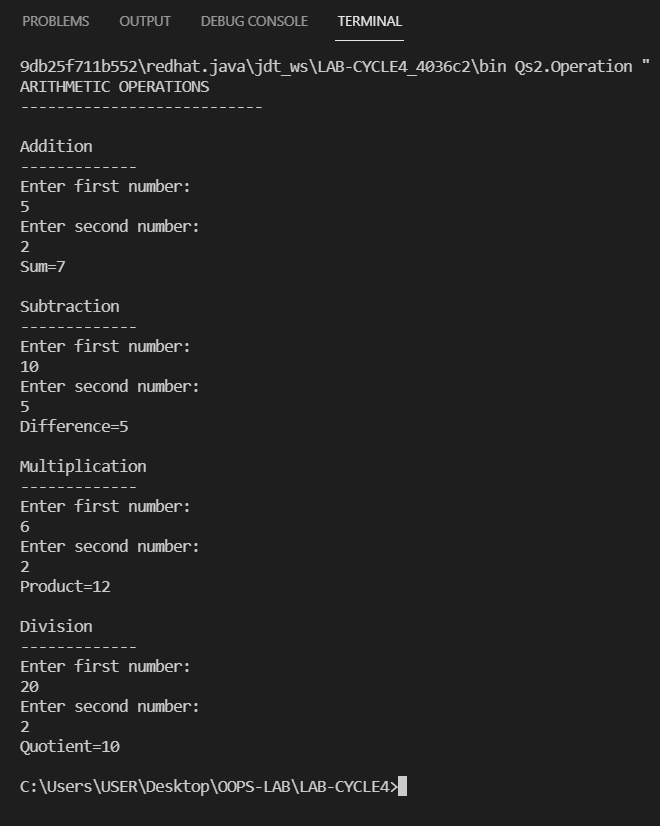 PROBLEMS OUTPUT DEBUG CONSOLE TERMINAL
9db25f711b552\redhat.java\jdt_ws\LAB-CYCLE4_4036c2\bin Qs2.Operation "
ARITHMETIC OPERATIONS
---------------------------
Addition
-------------
Enter first number:
5
Enter second number:
2
Sum=7
Subtraction
-------------
Enter first number:
10
Enter second number:
5
Difference=5
Multiplication
-------------
Enter first number:
6
Enter second number:
2
Product=12
Division
-------------
Enter first number:
20
Enter second number:
2
Quotient=10
C:\Users\USER\Desktop\OOPS-LAB\LAB-CYCLE4>